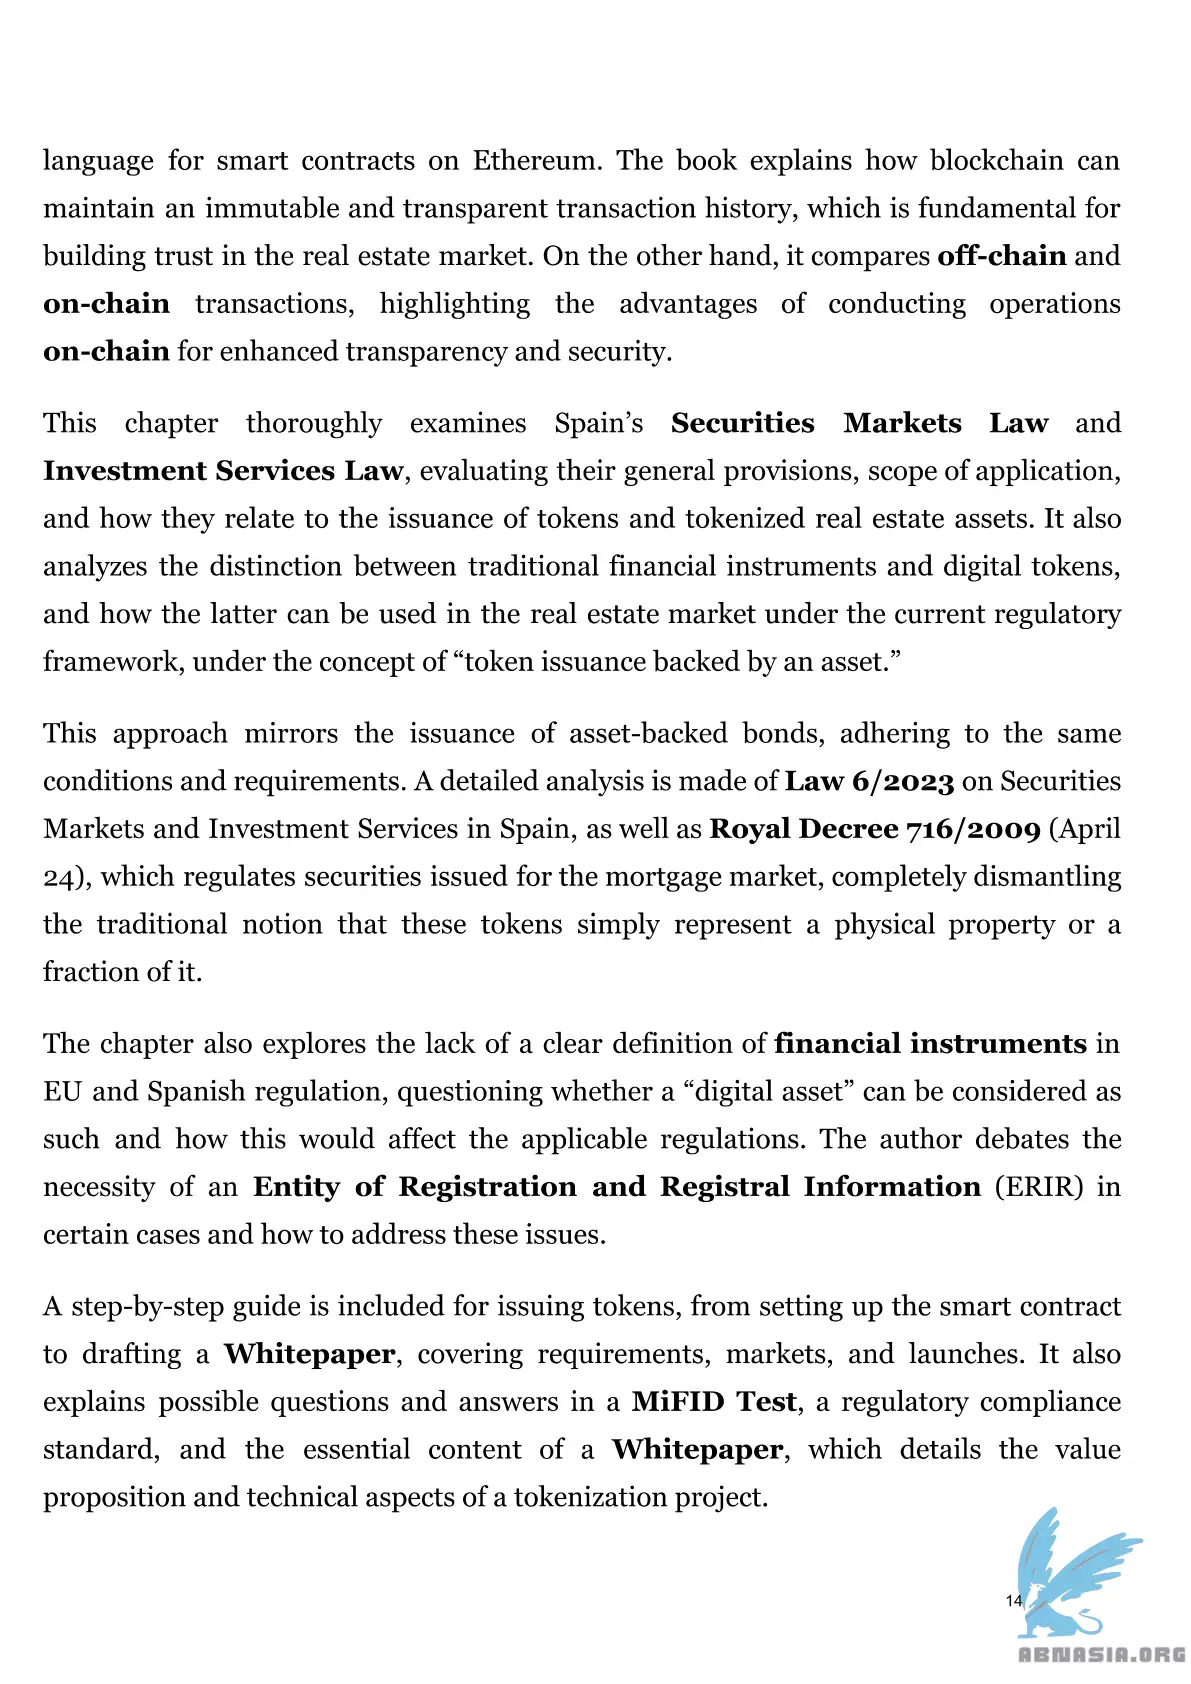 language for smart contracts on Ethereum. The book explains how blockchain can
maintain an immutable and transparent transaction history, which is fundamental for
building trust in the real estate market. On the other hand, it compares off-chain and
on-chain transactions, highlighting the advantages of conducting operations
on-chain for enhanced transparency and security.
This chapter thoroughly examines Spain’s Securities Markets Law and
Investment Services Law, evaluating their general provisions, scope of application,
and how they relate to the issuance of tokens and tokenized real estate assets. It also
analyzes the distinction between traditional financial instruments and digital tokens,
and how the latter can be used in the real estate market under the current regulatory
framework, under the concept of “token issuance backed by an asset.”
This approach mirrors the issuance of asset-backed bonds, adhering to the same
conditions and requirements. A detailed analysis is made of Law 6/2023 on Securities
Markets and Investment Services in Spain, as well as Royal Decree 716/2009 (April
24), which regulates securities issued for the mortgage market, completely dismantling
the traditional notion that these tokens simply represent a physical property or a
fraction of it.
The chapter also explores the lack of a clear definition of financial instruments in
EU and Spanish regulation, questioning whether a “digital asset” can be considered as
such and how this would affect the applicable regulations. The author debates the
necessity of an Entity of Registration and Registral Information (ERIR) in
certain cases and how to address these issues.
A step-by-step guide is included for issuing tokens, from setting up the smart contract
to drafting a Whitepaper, covering requirements, markets, and launches. It also
explains possible questions and answers in a MiFID Test, a regulatory compliance
standard, and the essential content of a Whitepaper, which details the value
proposition and technical aspects of a tokenization project.
14
ABNASIA.ORG